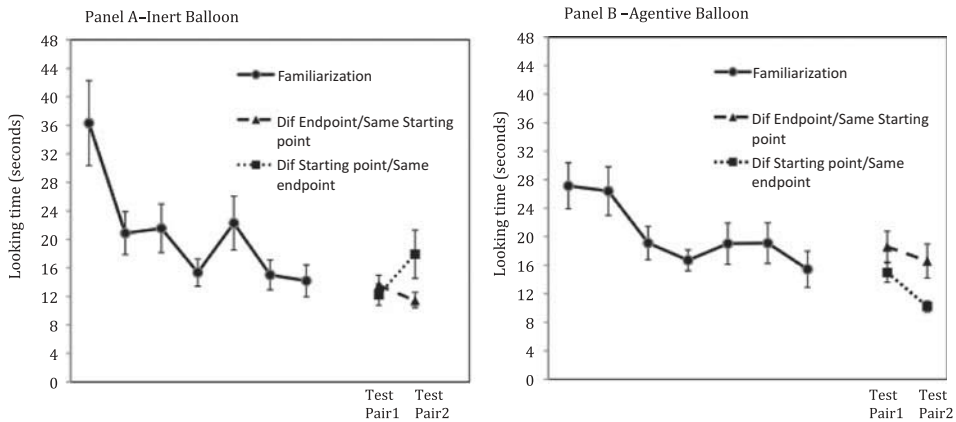 Panel A–Inert Balloon
48
44
40
36
32
28
24
20
16
12
8
4
0
Looking time (seconds)
Familiarization
Dif Endpoint/Same Starting
point
Dif Starting point/Same
endpoint
Test
Pair1
Test
Pair2
Panel B –Agentive Balloon
48
44
40
36
32
28
24
20
16
12
8
4
0
Looking time (seconds)
Familiarization
Dif Endpoint/Same Starting
point
Dif Starting point/Same
endpoint
Test
Pair1
Test
Pair2